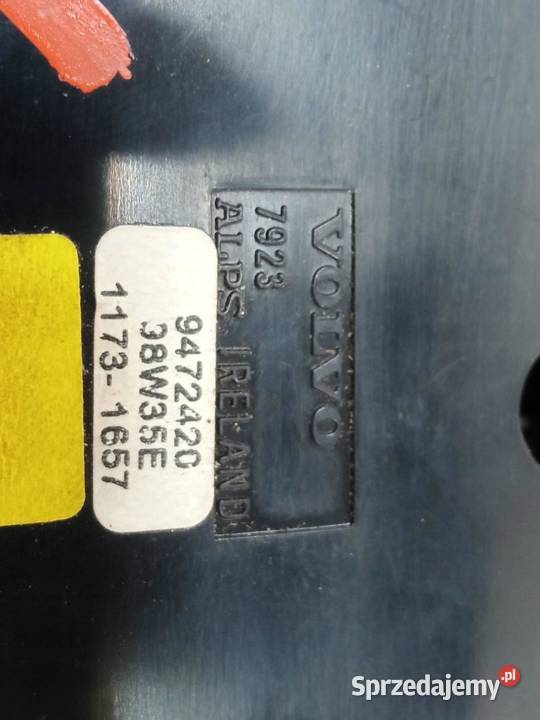 VOLVO
7923
ALPS IRELAND
9472420
38W35E
1173-1657
Sprzedajemy.pl